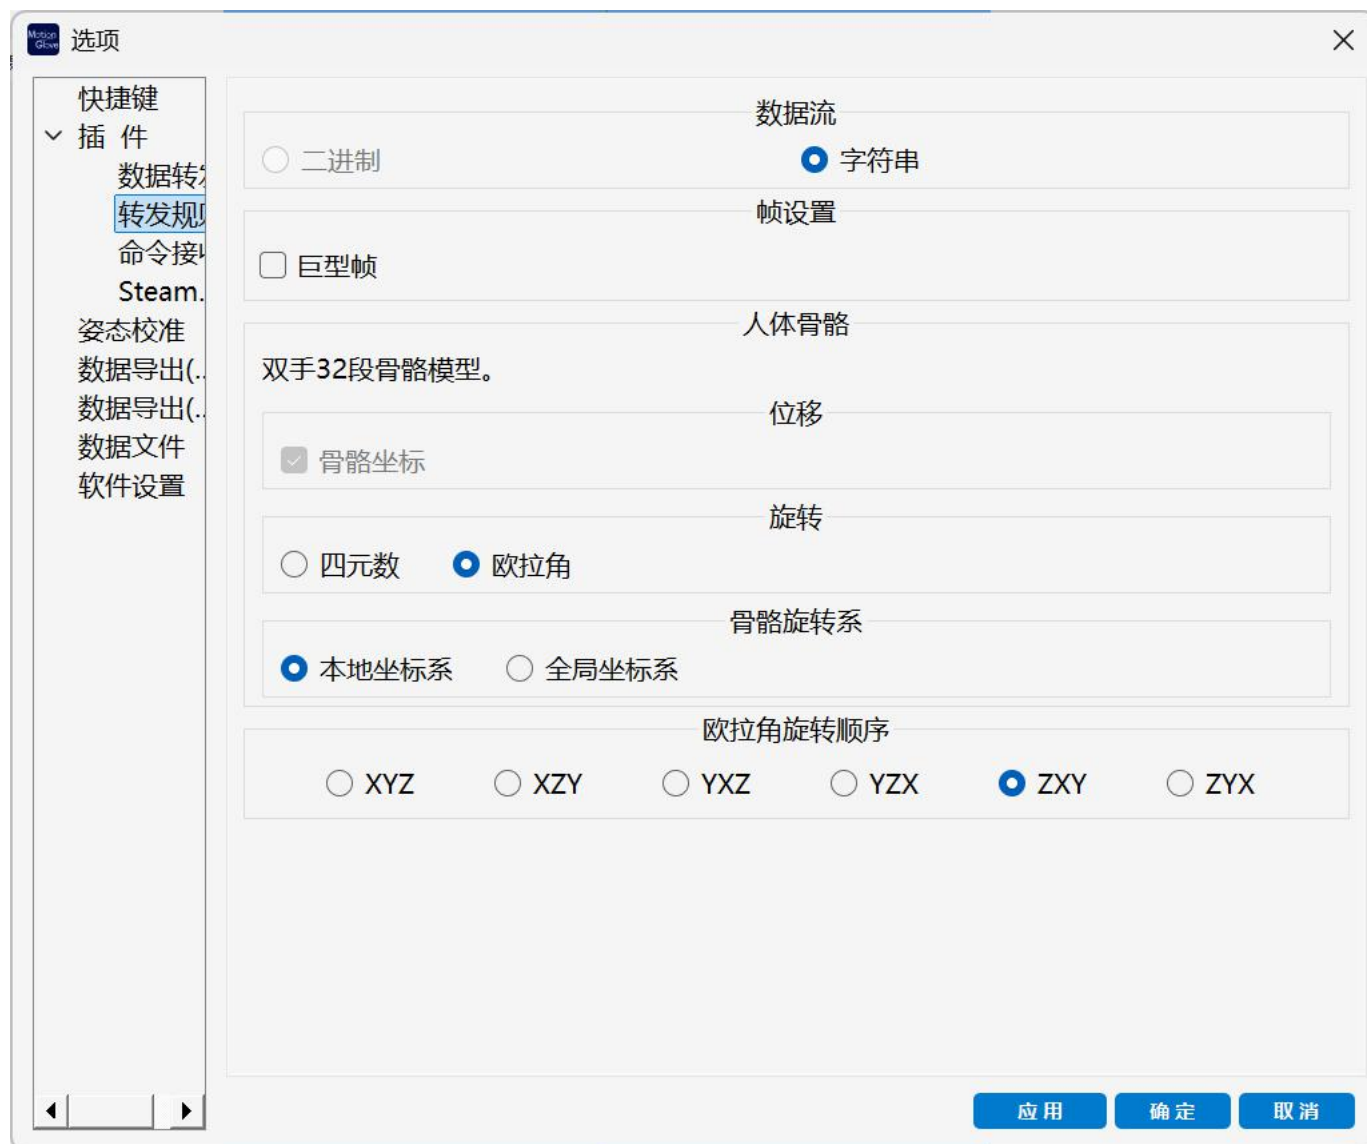 Motion
Glove
选项
快捷键
插 件
数据转发
转发规则
命令接收
Steam.
姿态校准
数据导出(..
数据导出(..
数据文件
软件设置
数据流
二进制
字符串
帧设置
巨型帧
人体骨骼
双手32段骨骼模型。
位移
骨骼坐标
旋转
四元数
欧拉角
骨骼旋转系
本地坐标系
全局坐标系
欧拉角旋转顺序
XYZ
XZY
YXZ
YZX
ZXY
ZYX
应用
确定
取消